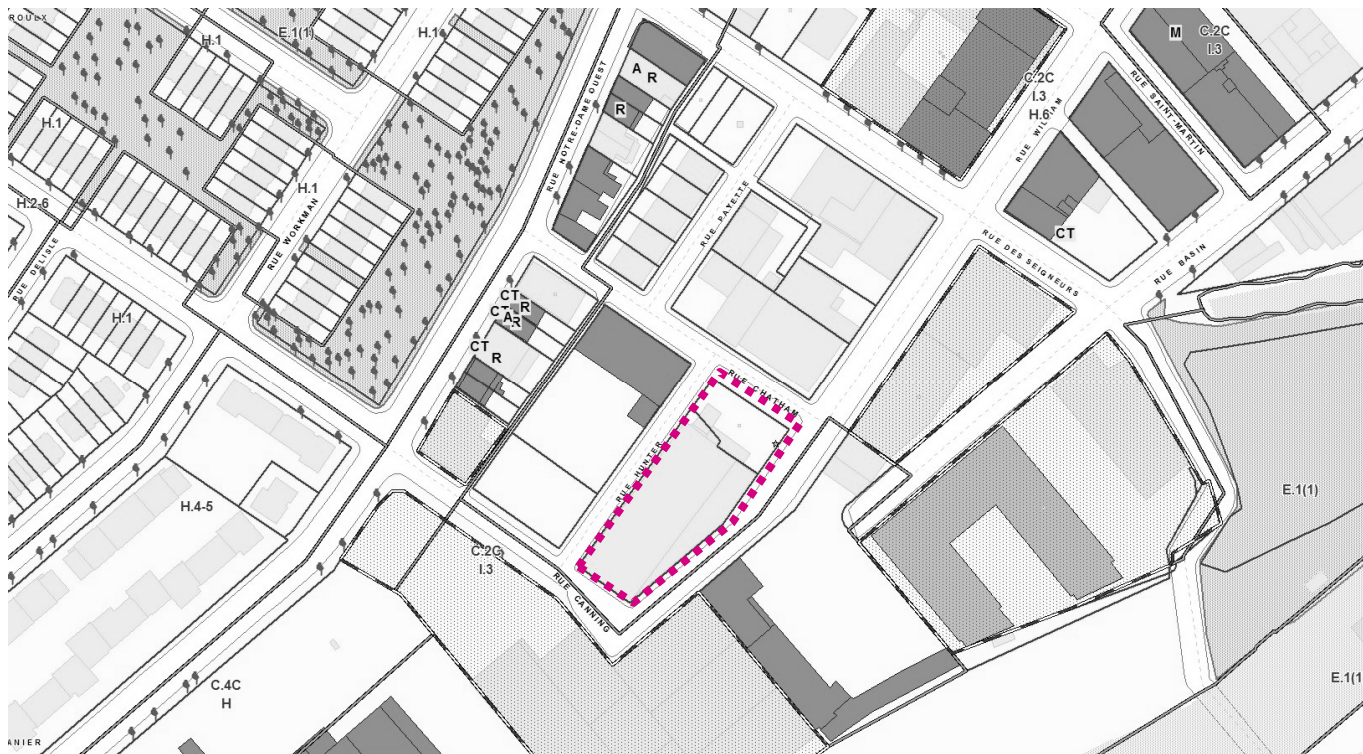 ROULX
E.1(1)
H.1
H.1
M
C.2C
I.3
A
R
R
RUE NOTRE-DAME OUEST
C.2C
I.3
H.6
RUE WILLIAM
RUE SAINT-MARTIN
H.1
H.1
H.2-6
RUE WORKMAN
RUE DELISLE
RUE PAYETTE
CT
RUE DES SEIGNEURS
RUE BASIN
H.1
CT
R
CT
A
R
CT
R
RUE CHATHAM
RUE HUNTER
E.1(1)
H.4-5
C.2C
I.3
RUE CANNING
C.4C
H
E.1(1
ANIER